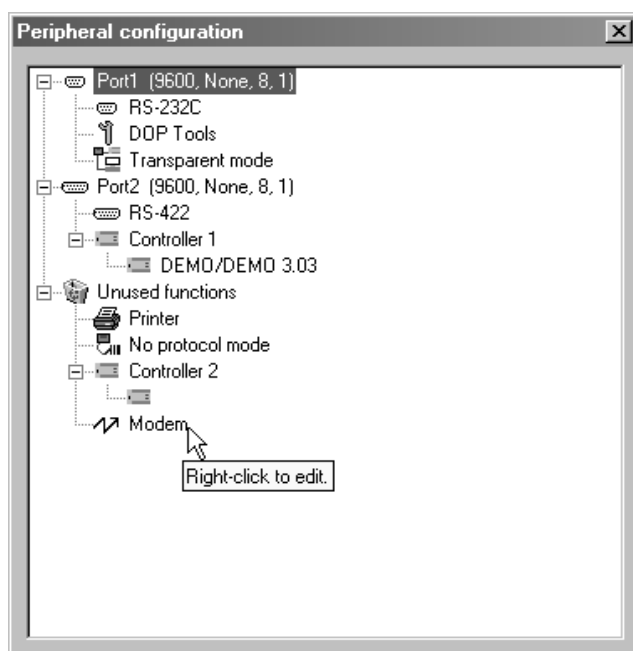 Peripheral configuration
Port1 (9600, None, 8, 1)
RS-232C
DOP Tools
Transparent mode
Port2 (9600, None, 8, 1)
RS-422
Controller 1
DEMO/DEMO 3.03
Unused functions
Printer
No protocol mode
Controller 2
Modem
Right-click to edit.